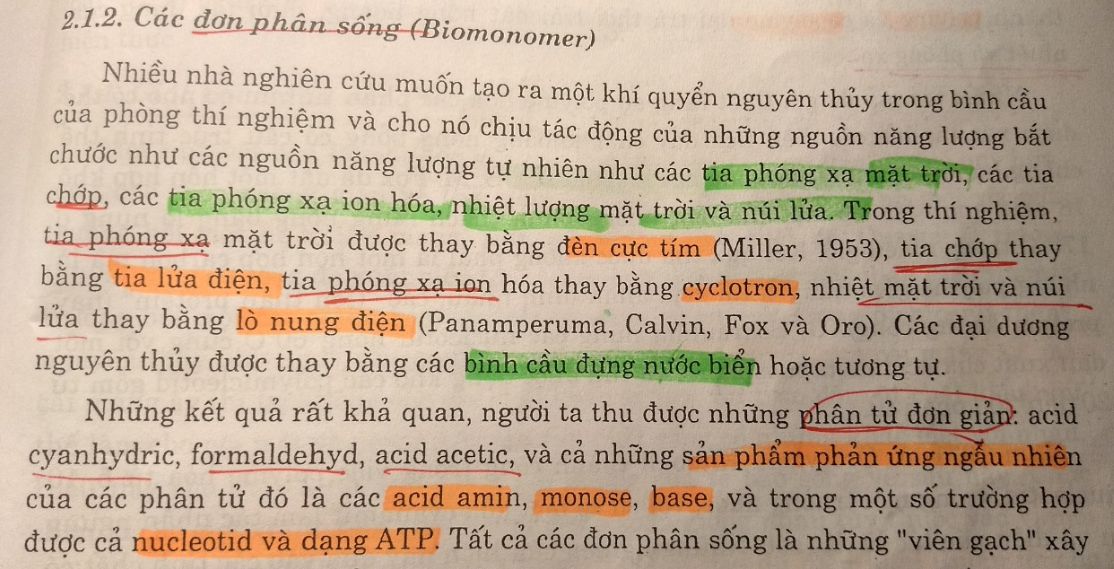 2.1.2. Các đơn phân sống (Biomonomer)
Nhiều nhà nghiên cứu muốn tạo ra một khí quyển nguyên thủy trong bình cầu
của phòng thí nghiệm và cho nó chịu tác động của những nguồn năng lượng bắt
chước như các nguồn năng lượng tự nhiên như các tia phóng xạ mặt trời, các tia
chớp, các tia phóng xạ ion hóa, nhiệt lượng mặt trời và núi lửa. Trong thí nghiệm,
tia phóng xạ mặt trời được thay bằng đèn cực tím (Miller, 1953), tia chớp thay
bằng tia lửa điện, tia phóng xạ ion hóa thay bằng cyclotron, nhiệt mặt trời và núi
lửa thay bằng lò nung điện (Panamperuma, Calvin, Fox và Oro). Các đại dương
nguyên thủy được thay bằng các bình cầu đựng nước biển hoặc tương tự.
Những kết quả rất khả quan, người ta thu được những phân tử đơn giản: acid
cyanhydric, formaldehyd, acid acetic, và cả những sản phẩm phản ứng ngẫu nhiên
của các phân tử đó là các acid amin, monose, base, và trong một số trường hợp
được cả nucleotid và dạng ATP. Tất cả các đơn phân sống là những "viên gạch" xây